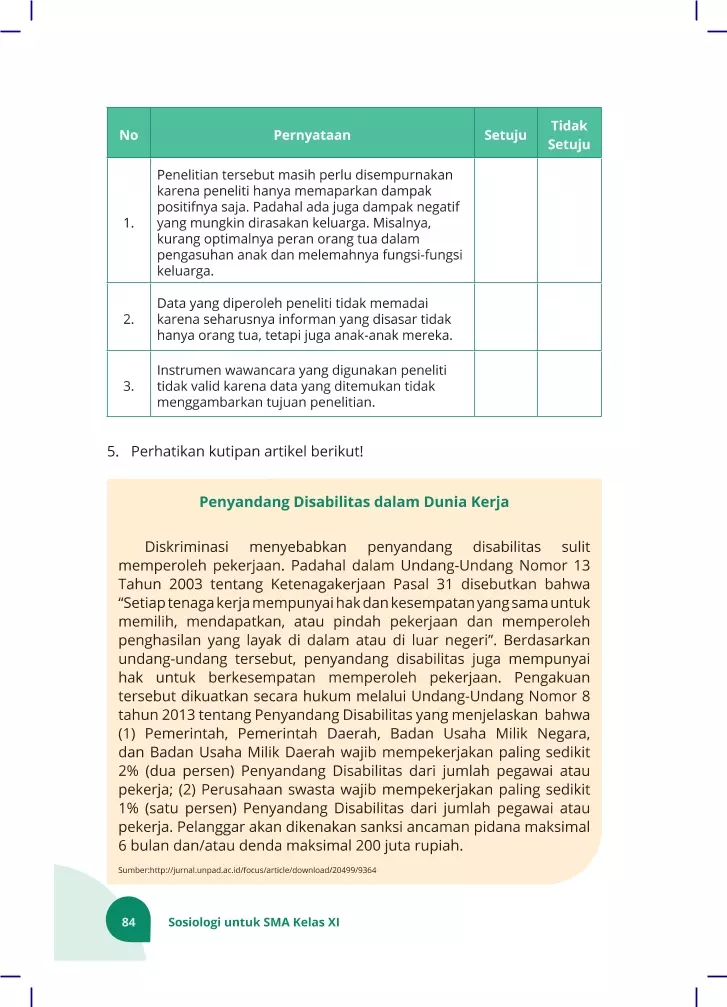 No Pernyataan Setuju Tidak Setuju
Penelitian tersebut masih perlu disempurnakan
karena peneliti hanya memaparkan dampak
positifnya saja. Padahal ada juga dampak negatif
1. yang mungkin dirasakan keluarga. Misalnya,
kurang optimalnya peran orang tua dalam
pengasuhan anak dan melemahnya fungsi-fungsi
keluarga.
Data yang diperoleh peneliti tidak memadai
2. karena seharusnya informan yang disasar tidak
hanya orang tua, tetapi juga anak-anak mereka.
Instrumen wawancara yang digunakan peneliti
3. tidak valid karena data yang ditemukan tidak
menggambarkan tujuan penelitian.
5. Perhatikan kutipan artikel berikut!
Penyandang Disabilitas dalam Dunia Kerja
Diskriminasi menyebabkan penyandang disabilitas sulit
memperoleh pekerjaan. Padahal dalam Undang-Undang Nomor 13
Tahun 2003 tentang Ketenagakerjaan Pasal 31 disebutkan bahwa
“Setiap tenaga kerja mempunyai hak dan kesempatan yang sama untuk
memilih, mendapatkan, atau pindah pekerjaan dan memperoleh
penghasilan yang layak di dalam atau di luar negeri”. Berdasarkan
undang-undang tersebut, penyandang disabilitas juga mempunyai
hak untuk berkesempatan memperoleh pekerjaan. Pengakuan
tersebut dikuatkan secara hukum melalui Undang-Undang Nomor 8
tahun 2013 tentang Penyandang Disabilitas yang menjelaskan bahwa
(1) Pemerintah, Pemerintah Daerah, Badan Usaha Milik Negara,
dan Badan Usaha Milik Daerah wajib mempekerjakan paling sedikit
2% (dua persen) Penyandang Disabilitas dari jumlah pegawai atau
pekerja; (2) Perusahaan swasta wajib mempekerjakan paling sedikit
1% (satu persen) Penyandang Disabilitas dari jumlah pegawai atau
pekerja. Pelanggar akan dikenakan sanksi ancaman pidana maksimal
6 bulan dan/atau denda maksimal 200 juta rupiah.
Sumber:http://jurnal.unpad.ac.id/focus/article/download/20499/9364
84 Sosiologi untuk SMA Kelas XI